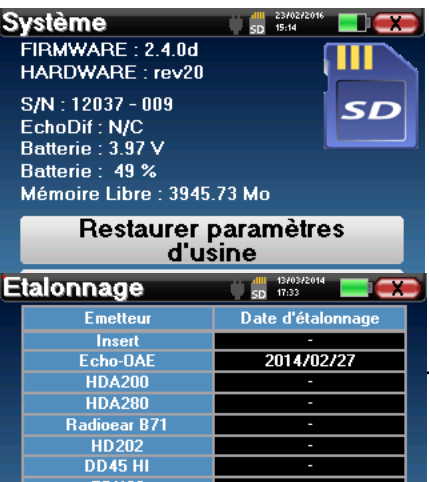 Système SD 23/02/2016 15:14 X
FIRMWARE : 2.4.0d
HARDWARE : rev20
S/N : 12037 - 009
EchoDif : N/C
Batterie : 3.97 V
Batterie : 49 %
Mémoire Libre : 3945.73 Mo
SD
Restaurer paramètres
d'usine
Etalonnage SD 13/03/2014 17:33 X
Emetteur Date d'étalonnage
Insert -
Echo-OAE 2014/02/27
HDA200 -
HDA280 -
Radioear B71 -
HD202 -
DD45 HI -